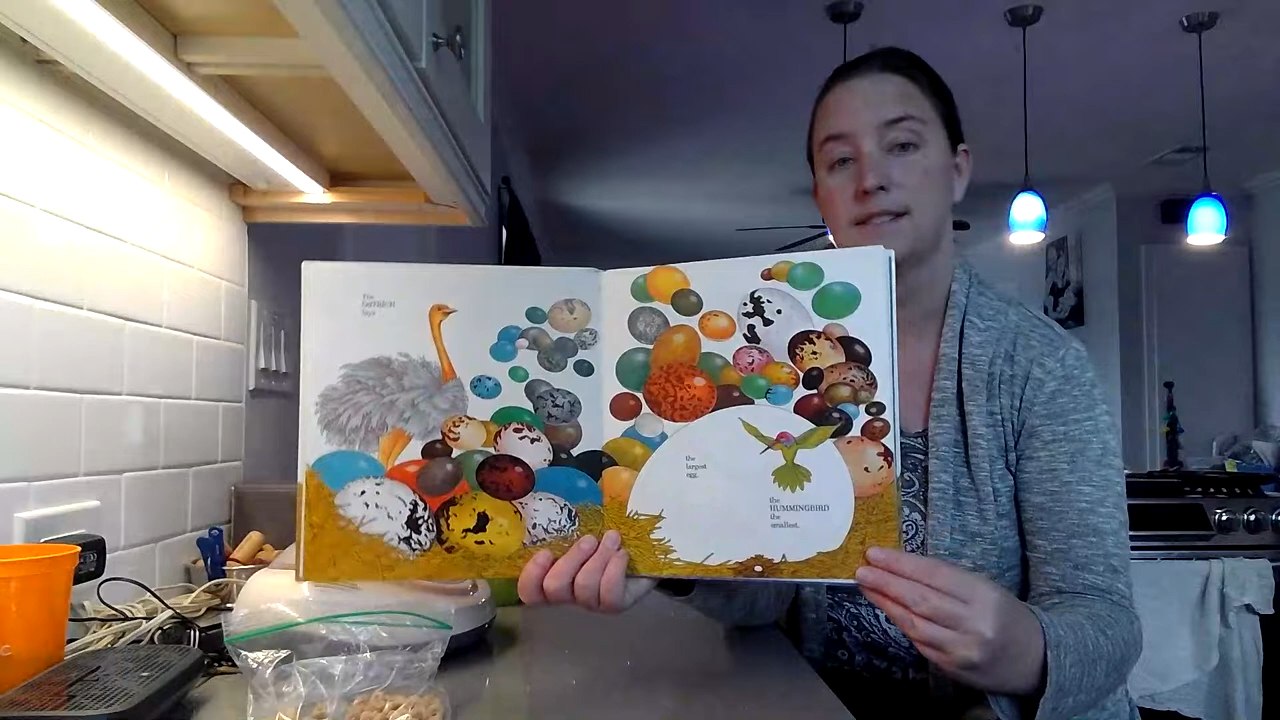 The
OSTRICH
lays
the
largest
egg.
the
HUMMINGBIRD
the
smallest.